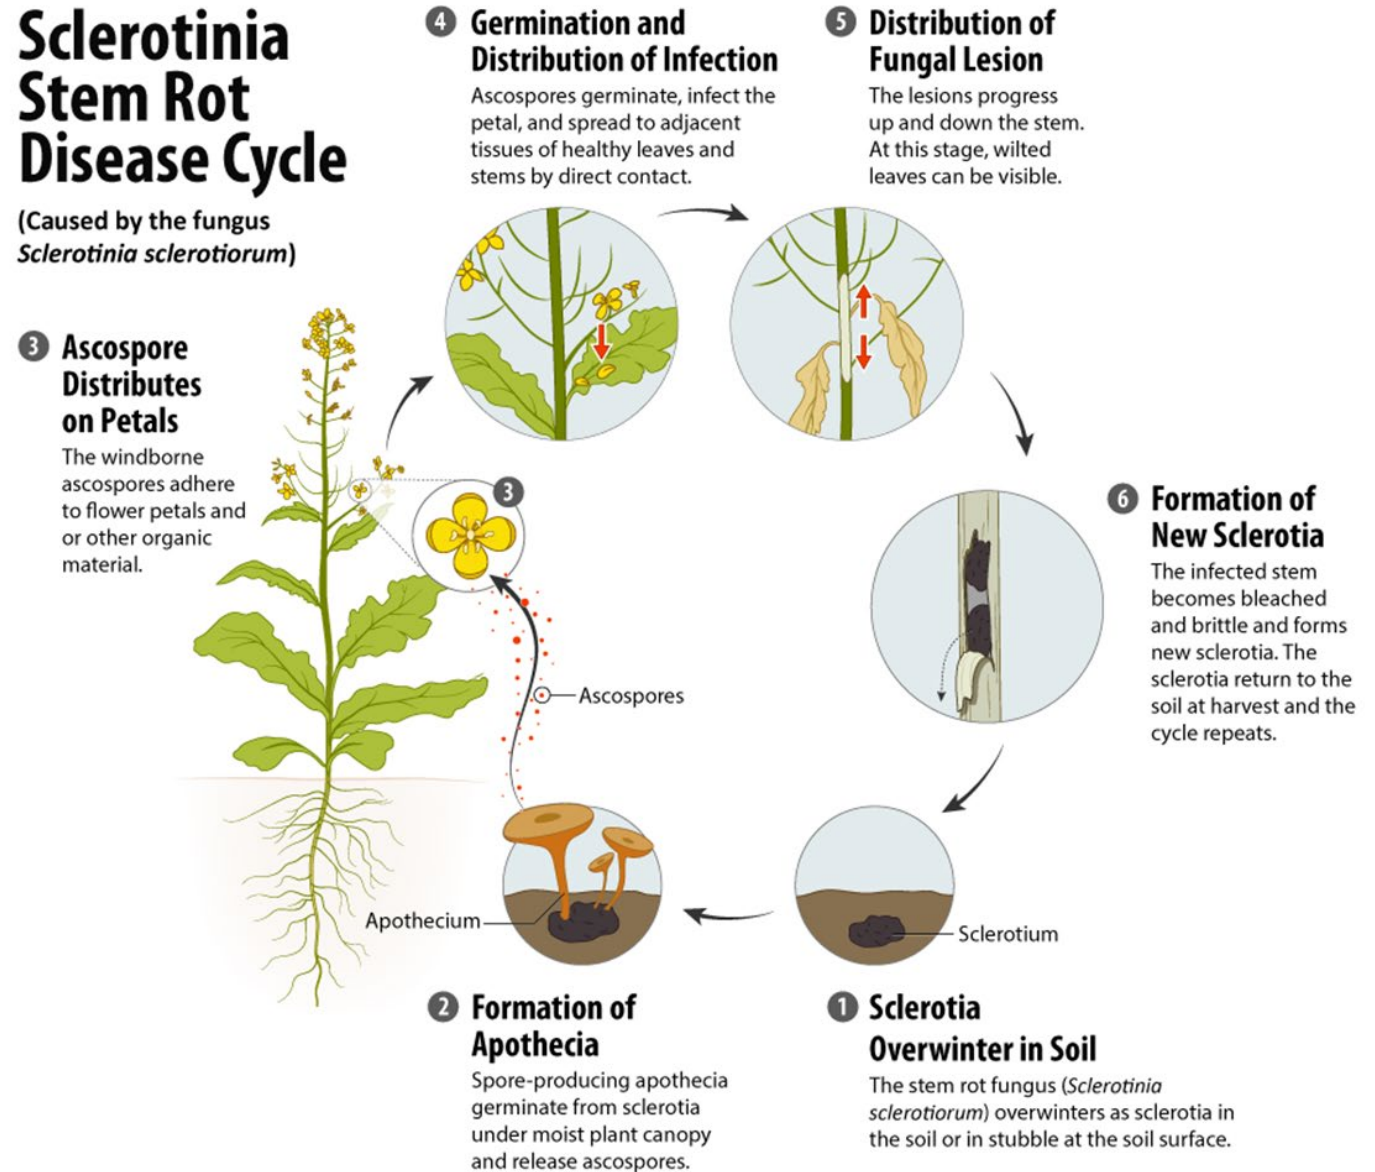 Sclerotinia
Stem Rot
Disease Cycle
(Caused by the fungus
Sclerotinia sclerotiorum)
4 Germination and
Distribution of Infection
Ascospores germinate, infect the
petal, and spread to adjacent
tissues of healthy leaves and
stems by direct contact.
5 Distribution of
Fungal Lesion
The lesions progress
up and down the stem.
At this stage, wilted
leaves can be visible.
3 Ascospore
Distributes
on Petals
The windborne
ascospores adhere
to flower petals and
or other organic
material.
3
Ascospores
6 Formation of
New Sclerotia
The infected stem
becomes bleached
and brittle and forms
new sclerotia. The
sclerotia return to the
soil at harvest and the
cycle repeats.
Apothecium
Sclerotium
2 Formation of
Apothecia
Spore-producing apothecia
germinate from sclerotia
under moist plant canopy
and release ascospores.
1 Sclerotia
Overwinter in Soil
The stem rot fungus (Sclerotinia
sclerotiorum) overwinters as sclerotia in
the soil or in stubble at the soil surface.